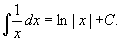 ∫ 1/x dx = ln | x | + C.